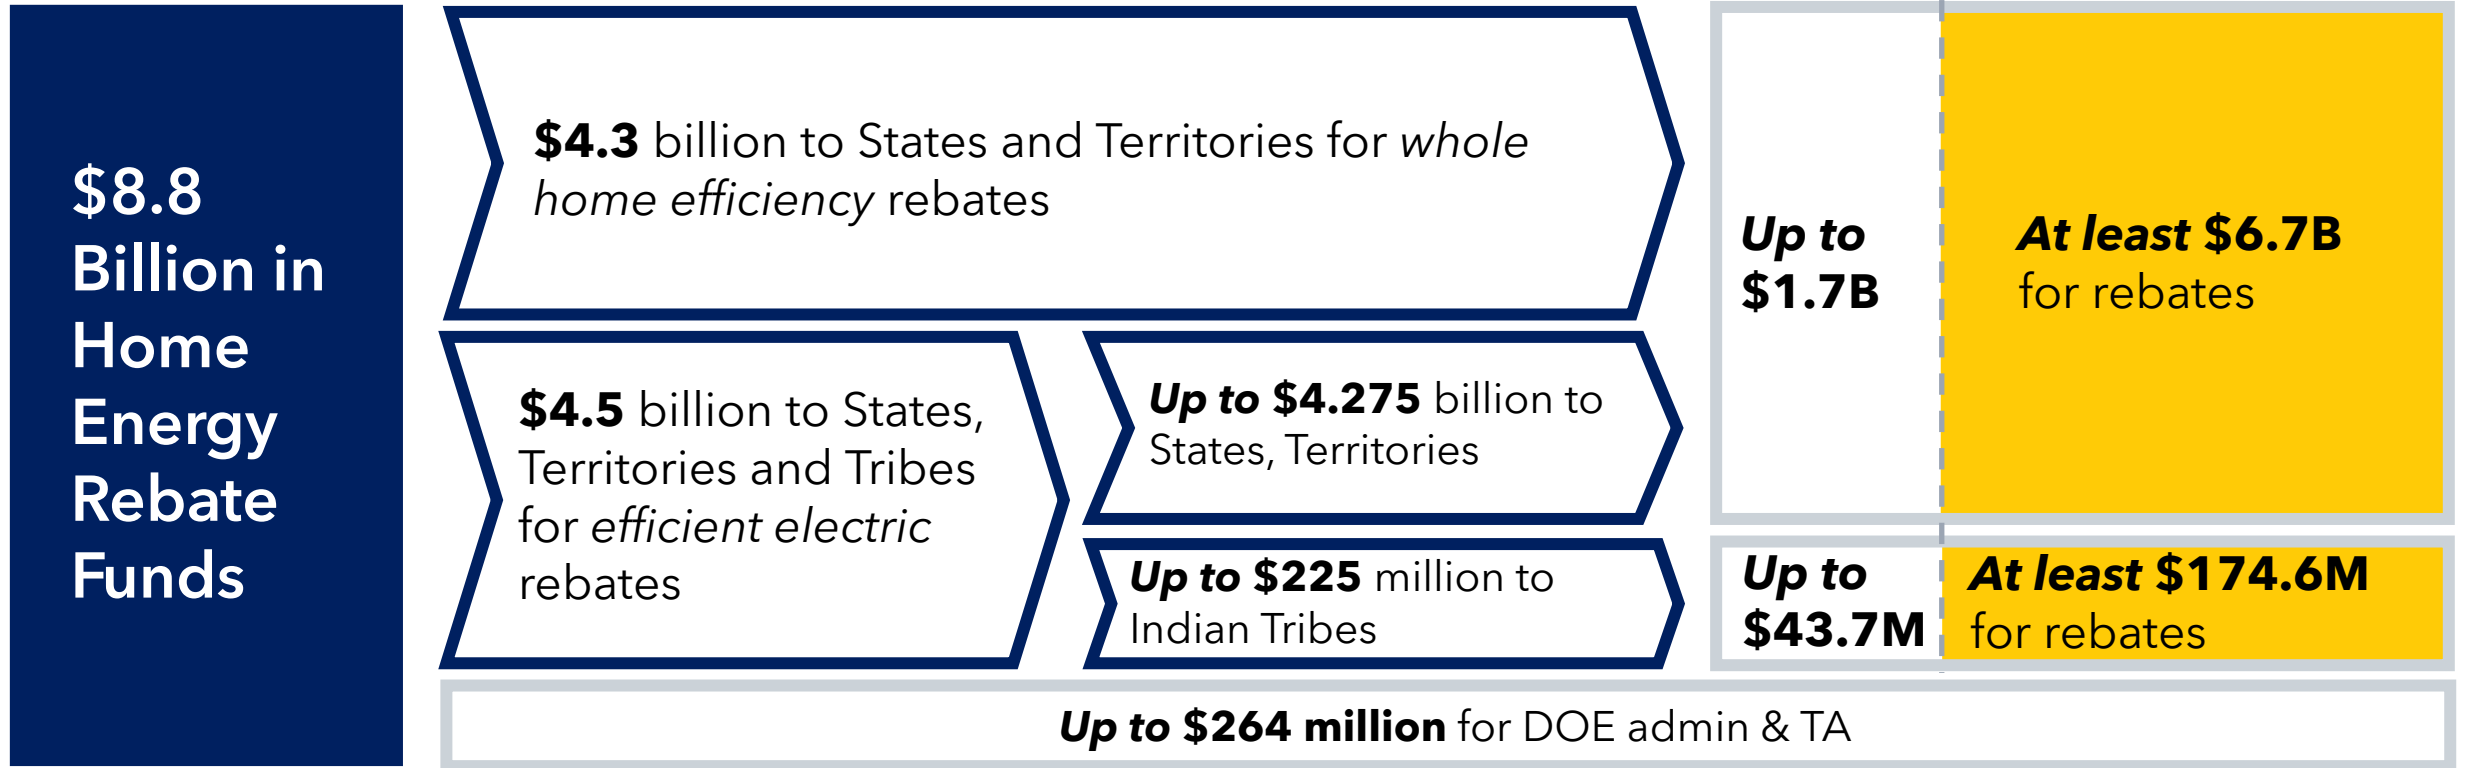 $8.8
Billion in
Home
Energy
Rebate
Funds
$4.3 billion to States and Territories for whole
home efficiency rebates
$4.5 billion to States,
Territories and Tribes
for efficient electric
rebates
Up to $4.275 billion to
States, Territories
Up to $225 million to
Indian Tribes
Up to
$1.7B
At least $6.7B
for rebates
Up to
$43.7M
At least $174.6M
for rebates
Up to $264 million for DOE admin & TA